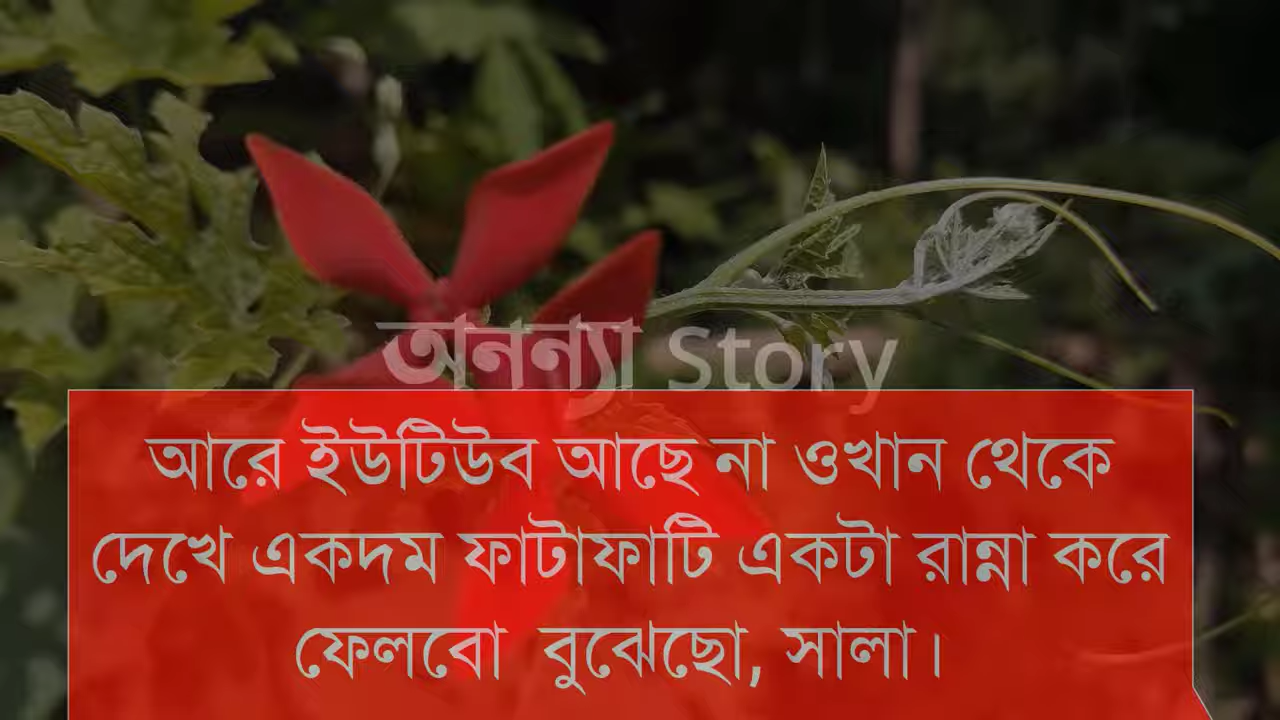 অনন্যা Story
আরে ইউটিউব আছে না ওখান থেকে
দেখে একদম ফাটাফাটি একটা রান্না করে
ফেলবো বুঝেছো, সালা।